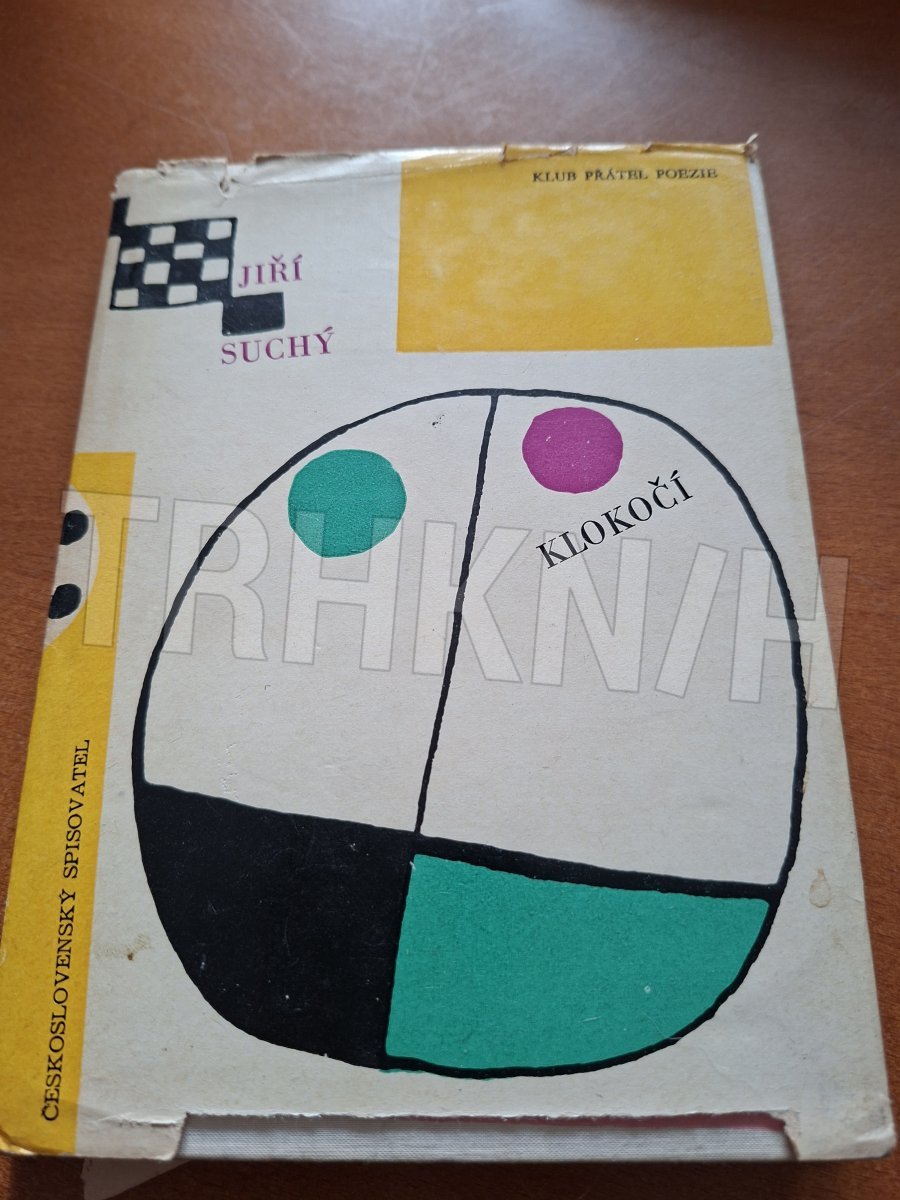 KLUB PŘÁTEL POEZIE
JIŘÍ
SUCHÝ
KLOKOČÍ
TRHKNIH
ČESKOSLOVENSKÝ SPISOVATEL